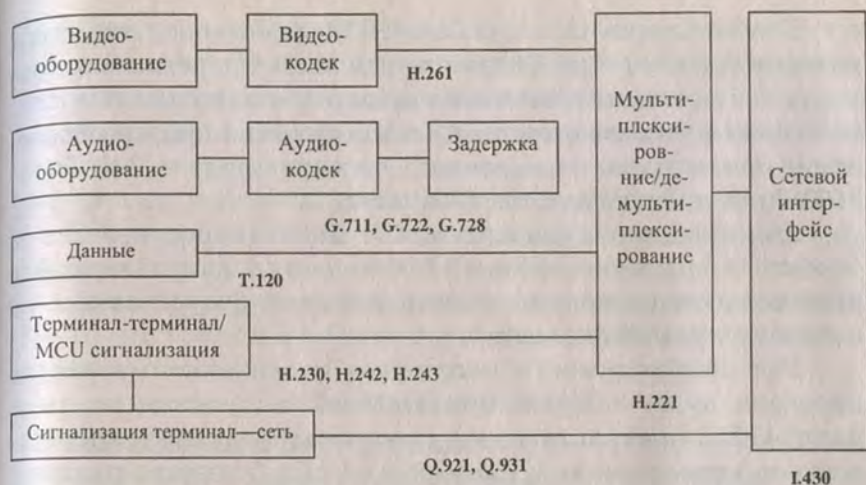 Видео-
оборудование
Видео-
кодек
H.261
Аудио-
оборудование
Аудио-
кодек
Задержка
G.711, G.722, G.728
Данные
T.120
Терминал-терминал/
MCU сигнализация
H.230, H.242, H.243
Сигнализация терминал—сеть
Q.921, Q.931
Мульти-
плекси-
ров-
ние/де-
мульти-
плекси-
рование
H.221
Сетевой
интер-
фейс
I.430